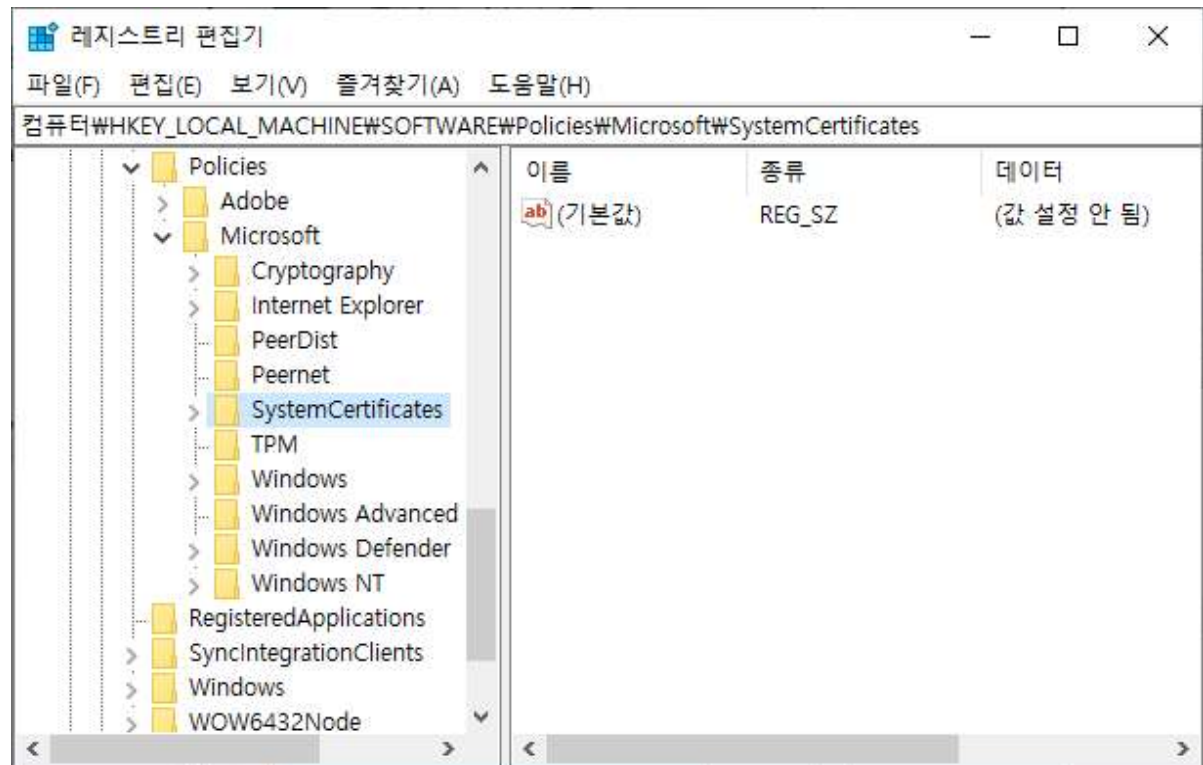 레지스트리 편집기
파일(F) 편집(E) 보기(V) 즐겨찾기(A) 도움말(H)
컴퓨터₩HKEY_LOCAL_MACHINE₩SOFTWARE₩Policies₩Microsoft₩SystemCertificates
Policies
Adobe
Microsoft
Cryptography
Internet Explorer
PeerDist
Peernet
SystemCertificates
TPM
Windows
Windows Advanced
Windows Defender
Windows NT
RegisteredApplications
SyncIntegrationClients
Windows
WOW6432Node
이름 종류 데이터
ab (기본값) REG_SZ (값 설정 안 됨)